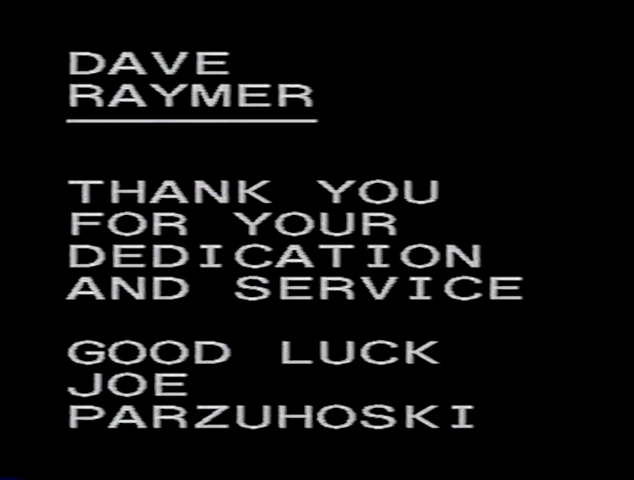 DAVE
RAYMER
THANK YOU
FOR YOUR
DEDICATION
AND SERVICE
GOOD LUCK
JOE
PARZUHOSKI